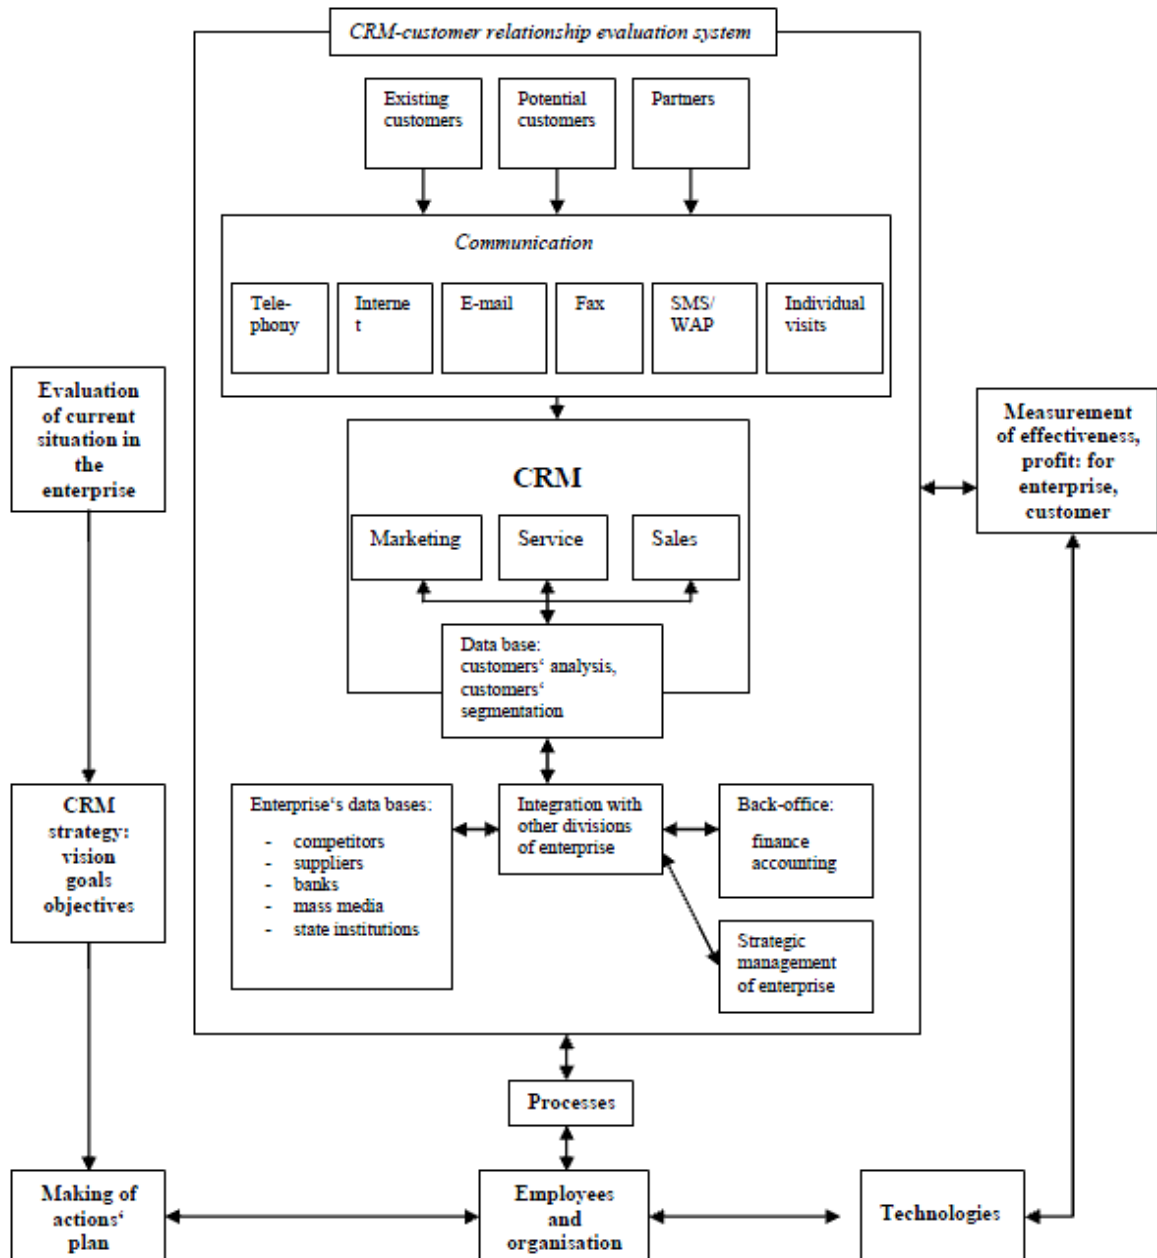 CRM-customer relationship evaluation system
Existing
customers
Potential
customers
Partners
Communication
Tele-
phony
Interne
t
E-mail
Fax
SMS/
WAP
Individual
visits
Evaluation
of current
situation in
the
enterprise
Measurement
of effectiveness,
profit: for
enterprise,
customer
CRM
Marketing
Service
Sales
Data base:
customers‘ analysis,
customers‘
segmentation
CRM
strategy:
vision
goals
objectives
Enterprise‘s data bases:
- competitors
- suppliers
- banks
- mass media
- state institutions
Integration with
other divisions
of enterprise
Back-office:
finance
accounting
Strategic
management
of enterprise
Processes
Making of
actions‘
plan
Employees
and
organisation
Technologies